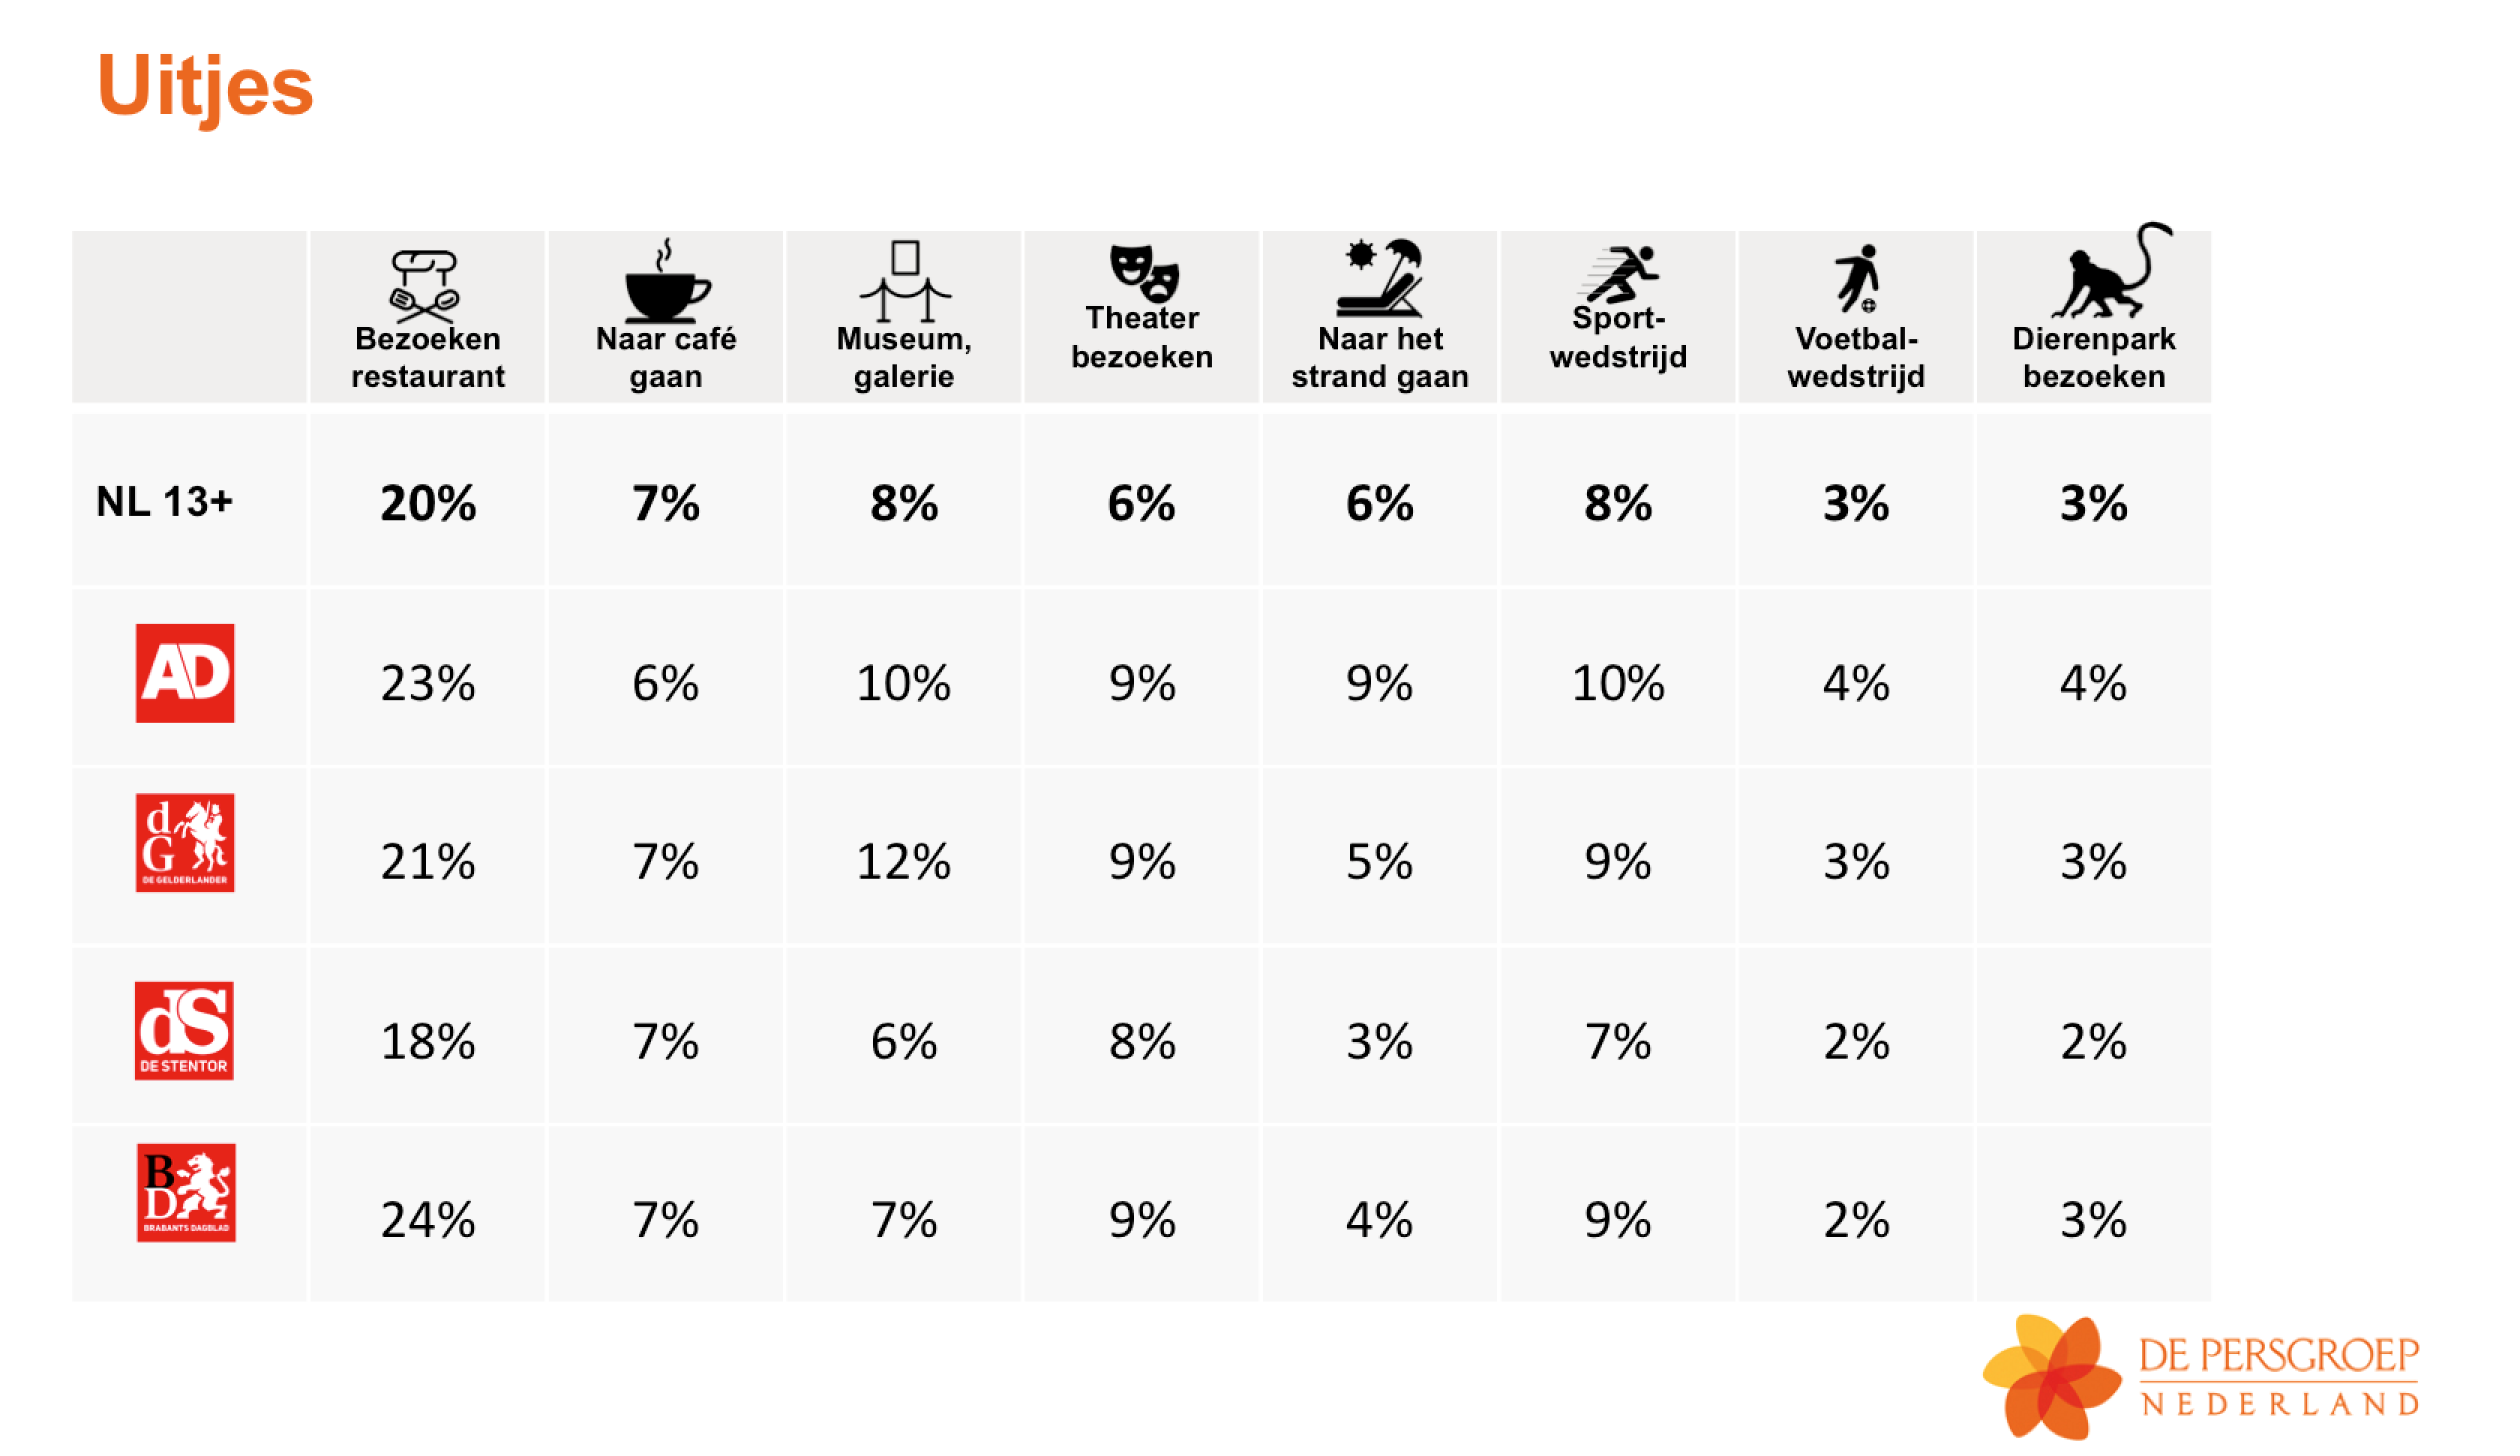 Uitjes
Bezoeken restaurant
Naar café gaan
Museum, galerie
Theater bezoeken
Naar het strand gaan
Sport-wedstrijd
Voetbal-wedstrijd
Dierenpark bezoeken
NL 13+ 20% 7% 8% 6% 6% 8% 3% 3%
AD 23% 6% 10% 9% 9% 10% 4% 4%
d
G
DE GELDERLANDER
21% 7% 12% 9% 5% 9% 3% 3%
dS
DE STENTOR
18% 7% 6% 8% 3% 7% 2% 2%
B
D
BRABANTS DAGBLAD
24% 7% 7% 9% 4% 9% 2% 3%
DE PERSGROEP
NEDERLAND